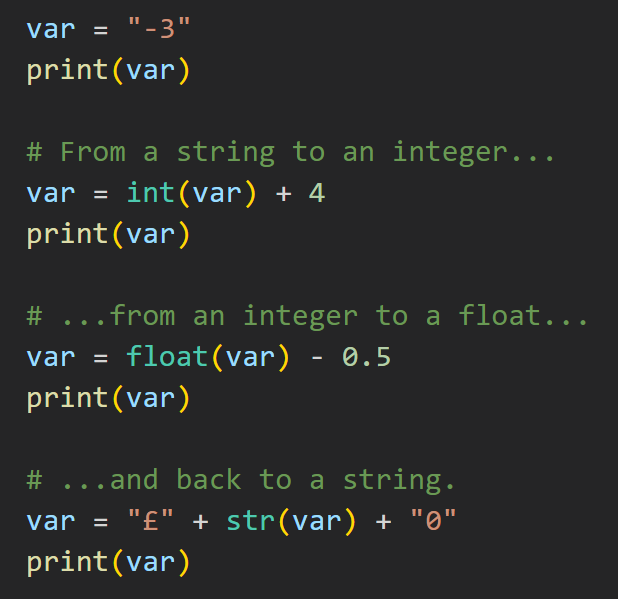 var = "-3"
print(var)
# From a string to an integer...
var = int(var) + 4
print(var)
# ...from an integer to a float...
var = float(var) - 0.5
print(var)
# ...and back to a string.
var = "£" + str(var) + "0"
print(var)